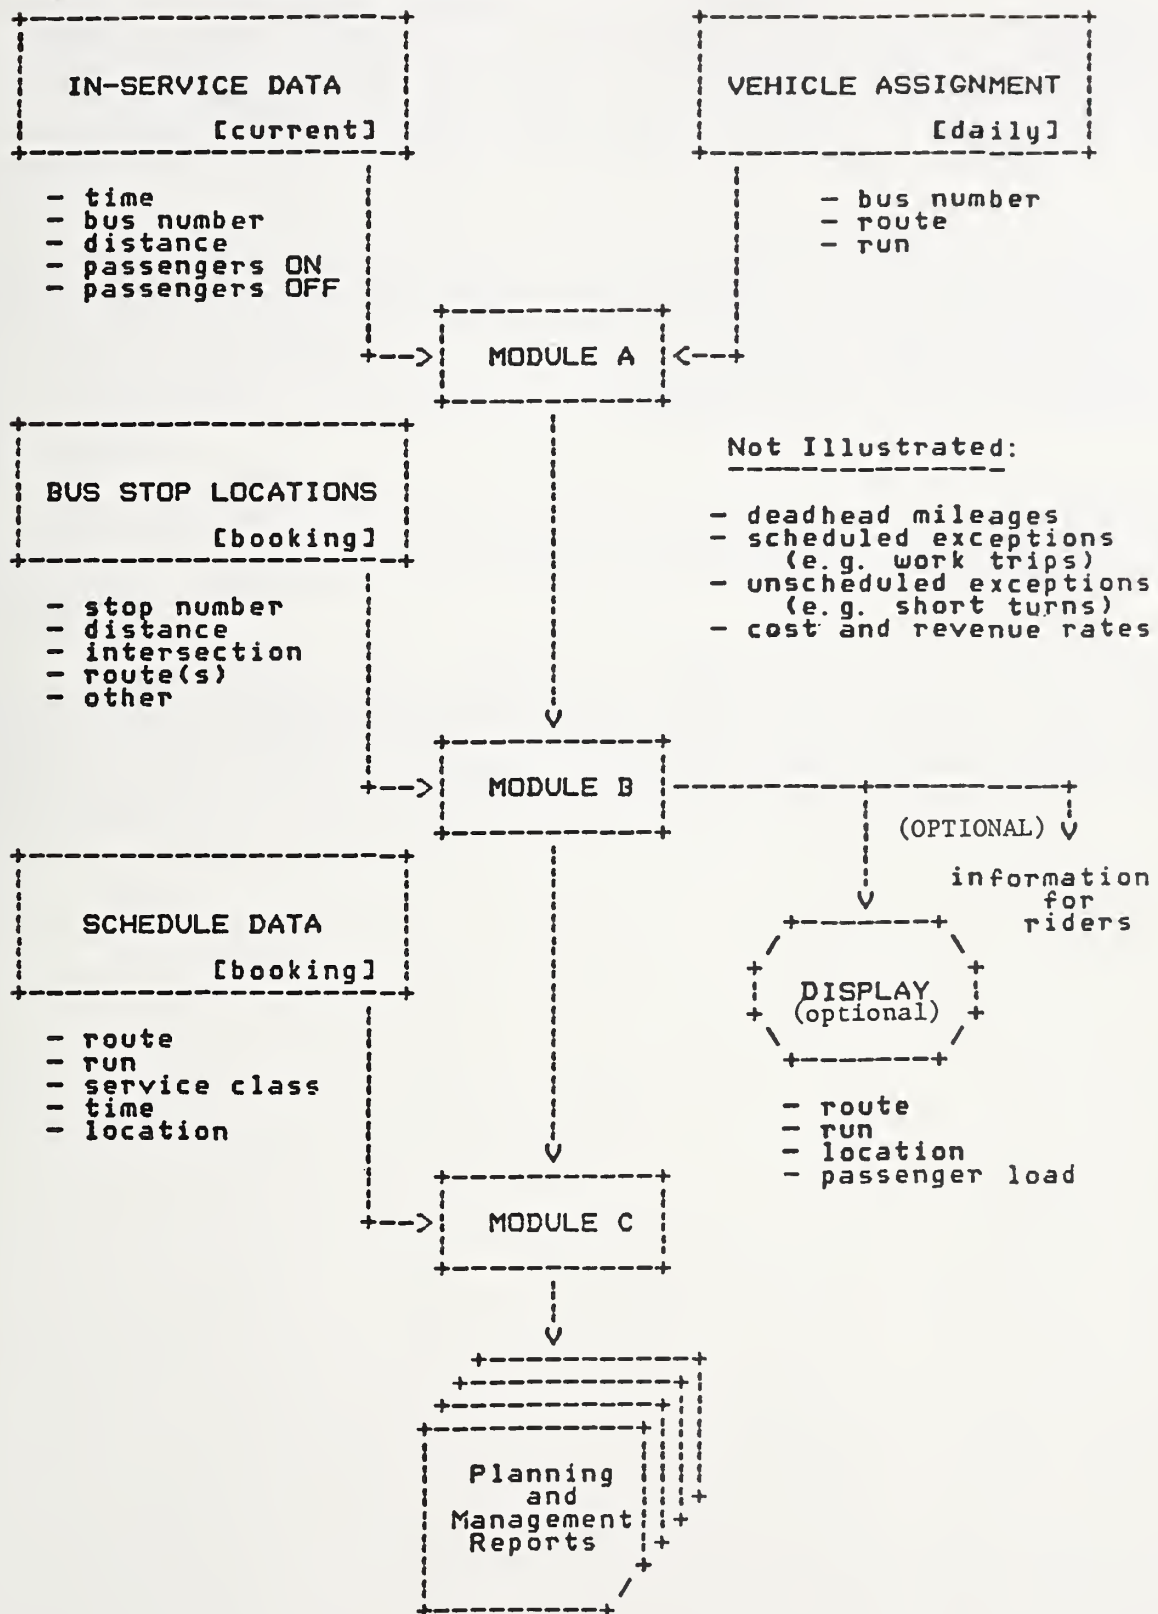 IN-SERVICE DATA
[current]
- time
- bus number
- distance
- passengers ON
- passengers OFF
VEHICLE ASSIGNMENT
[daily]
- bus number
- route
- run
MODULE A
BUS STOP LOCATIONS
[booking]
- stop number
- distance
- intersection
- route(s)
- other
Not Illustrated:
- deadhead mileages
- scheduled exceptions
(e.g. work trips)
- unscheduled exceptions
(e.g. short turns)
- cost and revenue rates
MODULE B
(OPTIONAL)
information
for
riders
DISPLAY
(optional)
- route
- run
- location
- passenger load
SCHEDULE DATA
[booking]
- route
- run
- service class
- time
- location
MODULE C
Planning
and
Management
Reports